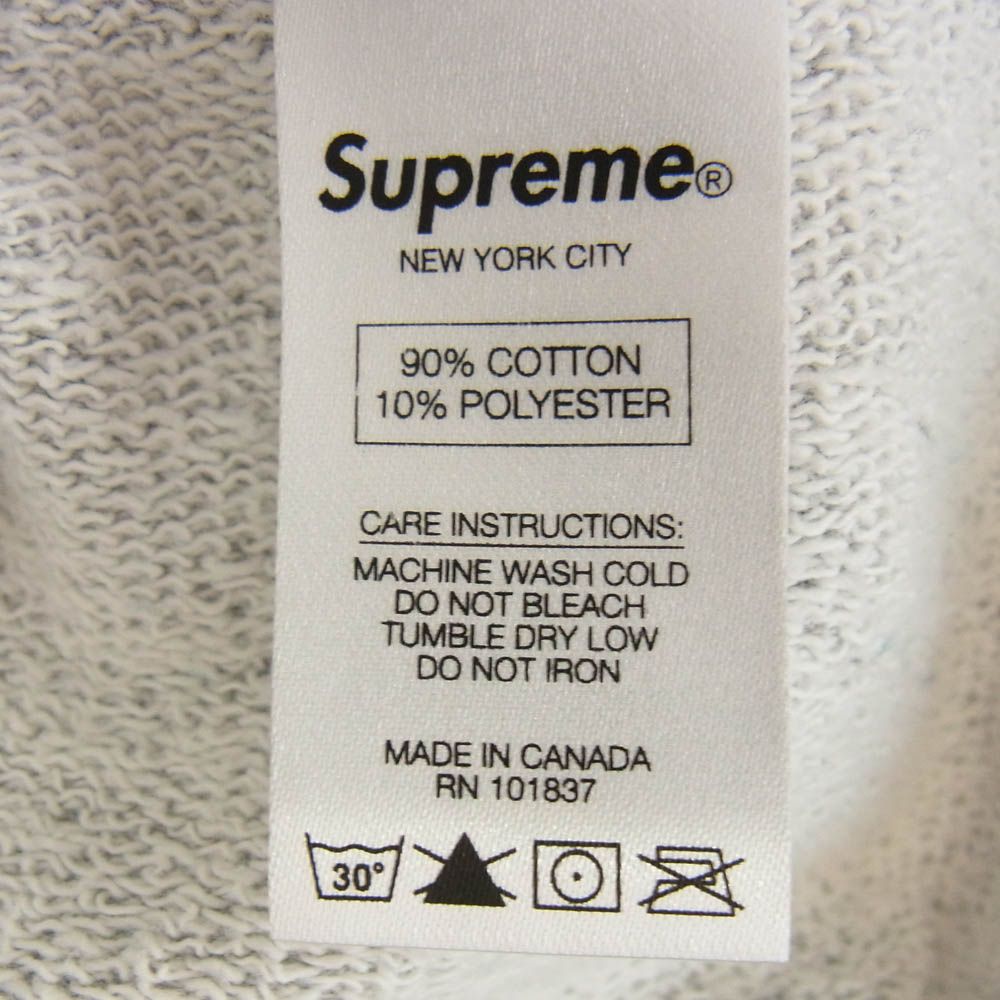 Supreme®
NEW YORK CITY
90% COTTON
10% POLYESTER
CARE INSTRUCTIONS:
MACHINE WASH COLD
DO NOT BLEACH
TUMBLE DRY LOW
DO NOT IRON
MADE IN CANADA
RN 101837
30°